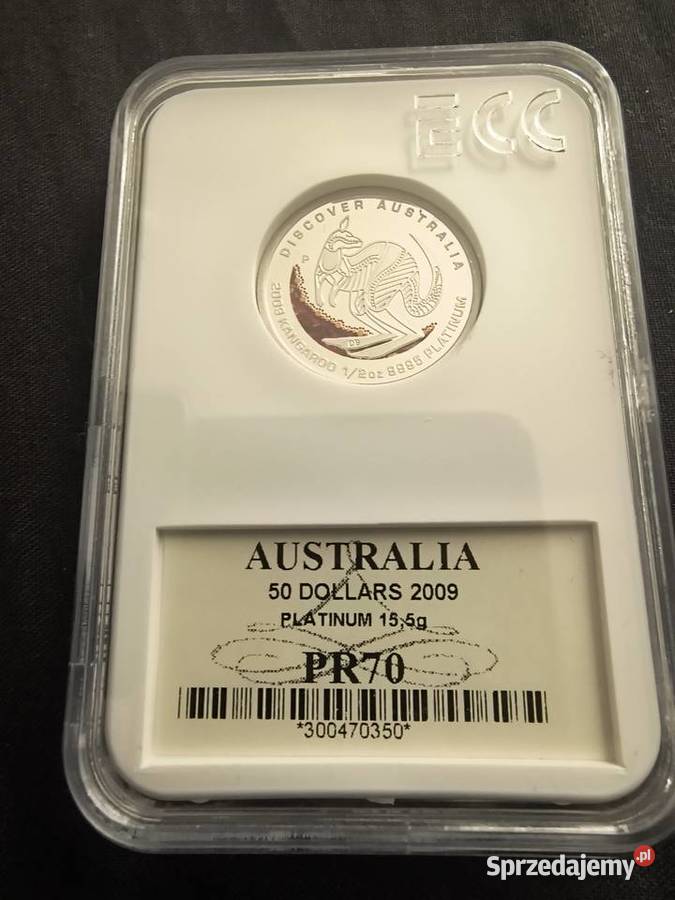 ECC
DISCOVER AUSTRALIA
P
2009 KANGAROO 1/2oz 9995 PLATINUM
DB
AUSTRALIA
50 DOLLARS 2009
PLATINUM 15,5g
PR70
*300470350*
Sprzedajemy.pl